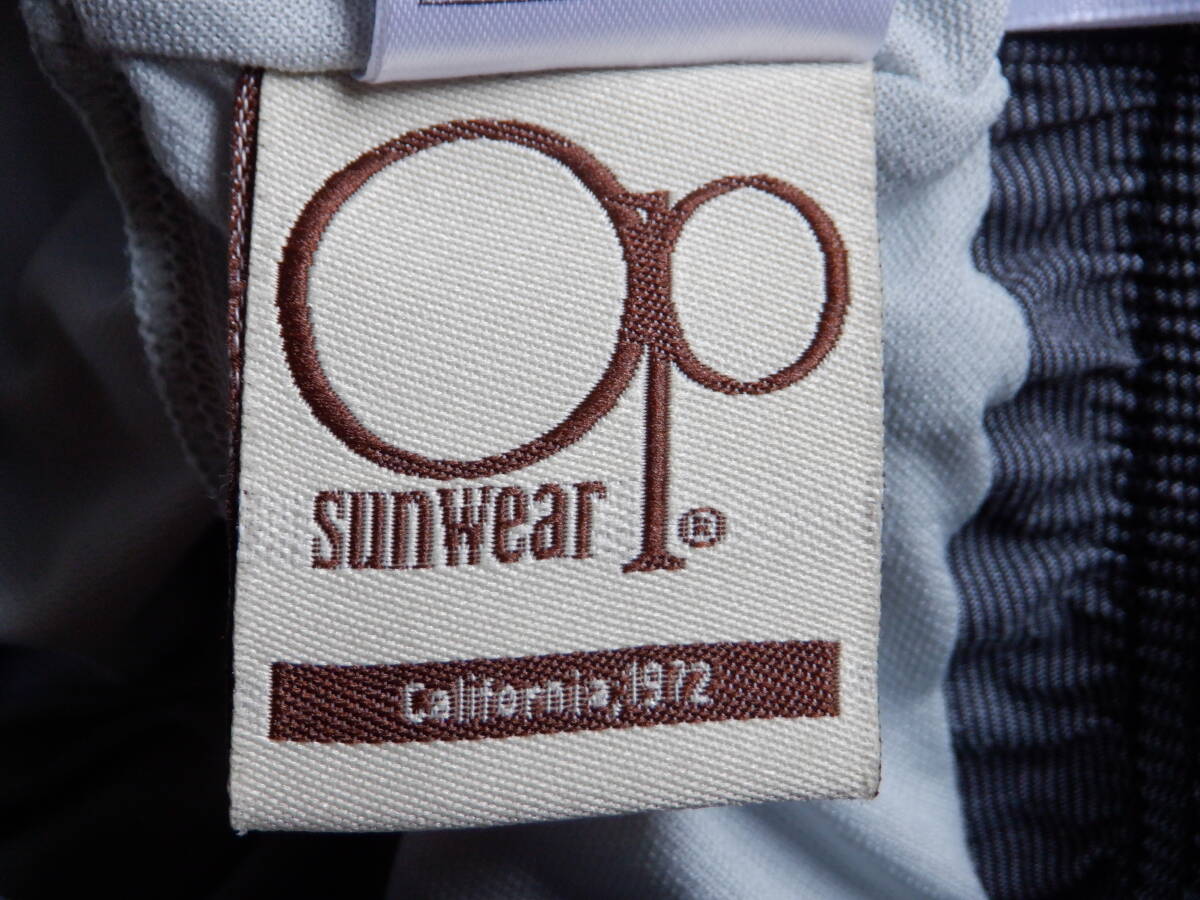 Op
sunwear ®
California, 1972